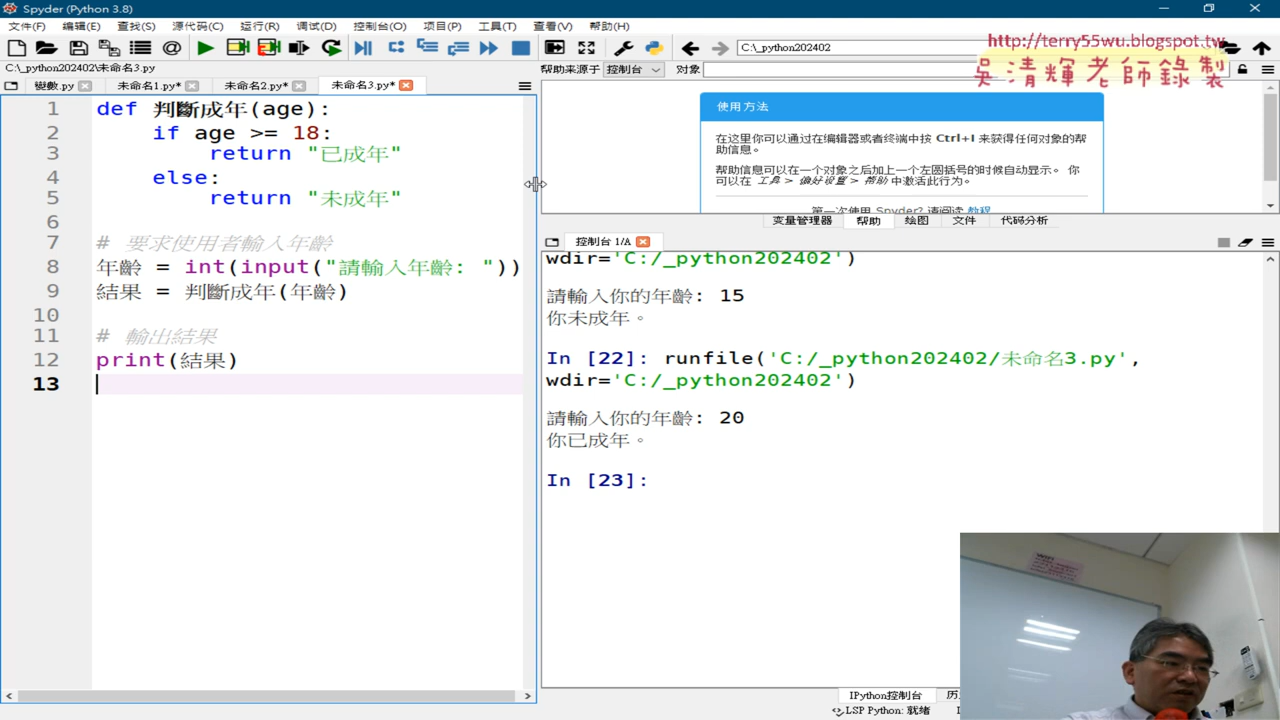 Spyder (Python 3.8)
文件(F) 编辑(E) 查找(S) 源代码(C) 运行(R) 调试(D) 控制台(O) 项目(P) 工具(T) 查看(V) 帮助(H)
C:\_python202402
http://terry55wu.blogspot.tw
吳清輝老師錄製
C:\_python202402\未命名3.py
帮助来源于 控制台 对象
變數.py 未命名1.py* 未命名2.py* 未命名3.py*
1 def 判斷成年(age):
2 if age >= 18:
3 return "已成年"
4 else:
5 return "未成年"
6
7 # 要求使用者輸入年齡
8 年齡 = int(input("請輸入年齡: "))
9 結果 = 判斷成年(年齡)
10
11 # 輸出結果
12 print(結果)
13
使用方法
在这里你可以通过在编辑器或者终端中按 Ctrl+I 来获得任何对象的帮
助信息。
帮助信息可以在一个对象之后加上一个左圆括号的时候自动显示。 你
可以在 工具 > 偏好设置 > 帮助 中激活此行为。
第一次使用 Spyder? 请阅读 教程
变量管理器 帮助 绘图 文件 代码分析
控制台 1/A
wdir='C:/_python202402')
請輸入你的年齡: 15
你未成年。
In [22]: runfile('C:/_python202402/未命名3.py',
wdir='C:/_python202402')
請輸入你的年齡: 20
你已成年。
In [23]:
IPython控制台
LSP Python: 就绪